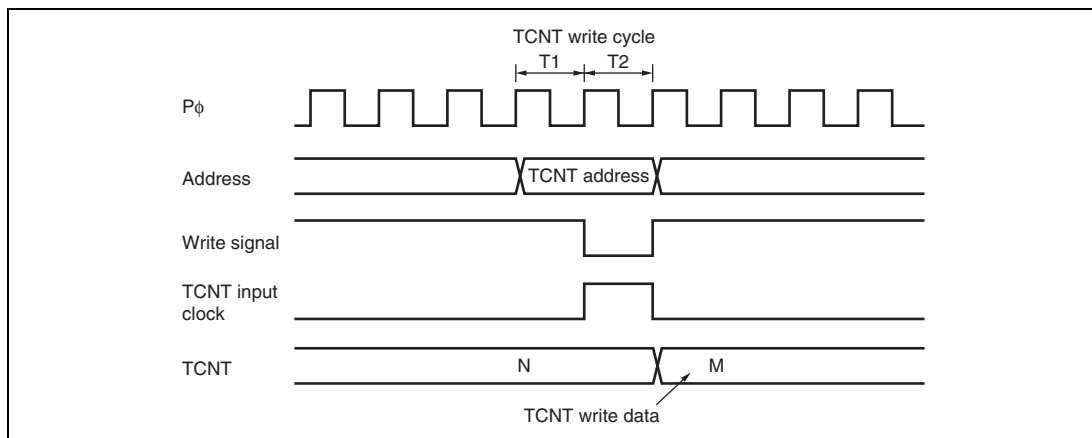 TCNT write cycle
T1 T2
Pϕ
Address
TCNT address
Write signal
TCNT input
clock
TCNT
N
M
TCNT write data